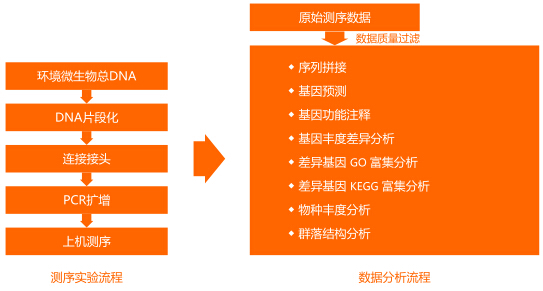 环境微生物总DNA
DNA片段化
连接接头
PCR扩增
上机测序
测序实验流程
原始测序数据
数据质量过滤
序列拼接
基因预测
基因功能注释
基因丰度差异分析
差异基因 GO 富集分析
差异基因 KEGG 富集分析
物种丰度分析
群落结构分析
数据分析流程